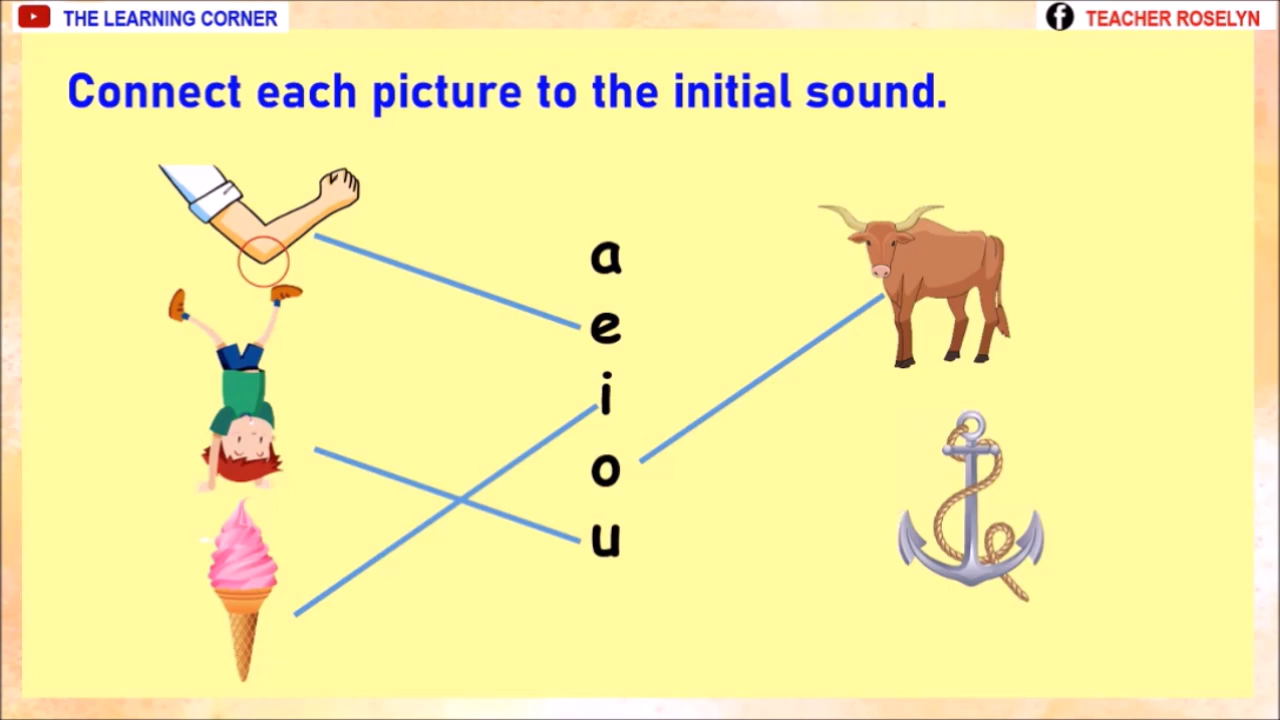 THE LEARNING CORNER
TEACHER ROSELYN
Connect each picture to the initial sound.
a
e
i
o
u